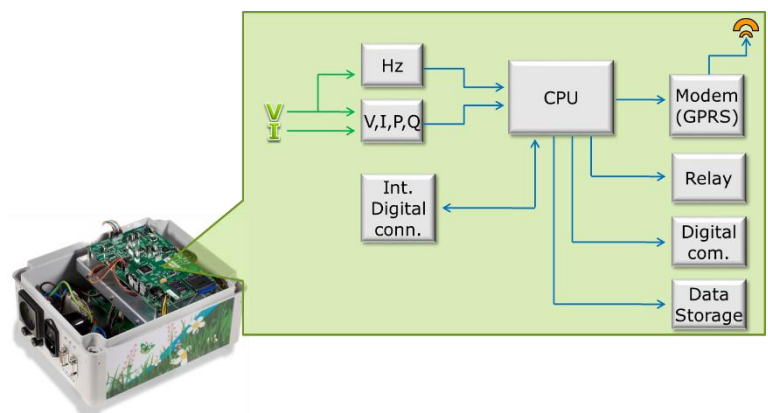 Hz
V
I
V,I,P,Q
CPU
Modem
(GPRS)
Int.
Digital
conn.
Relay
Digital
com.
Data
Storage